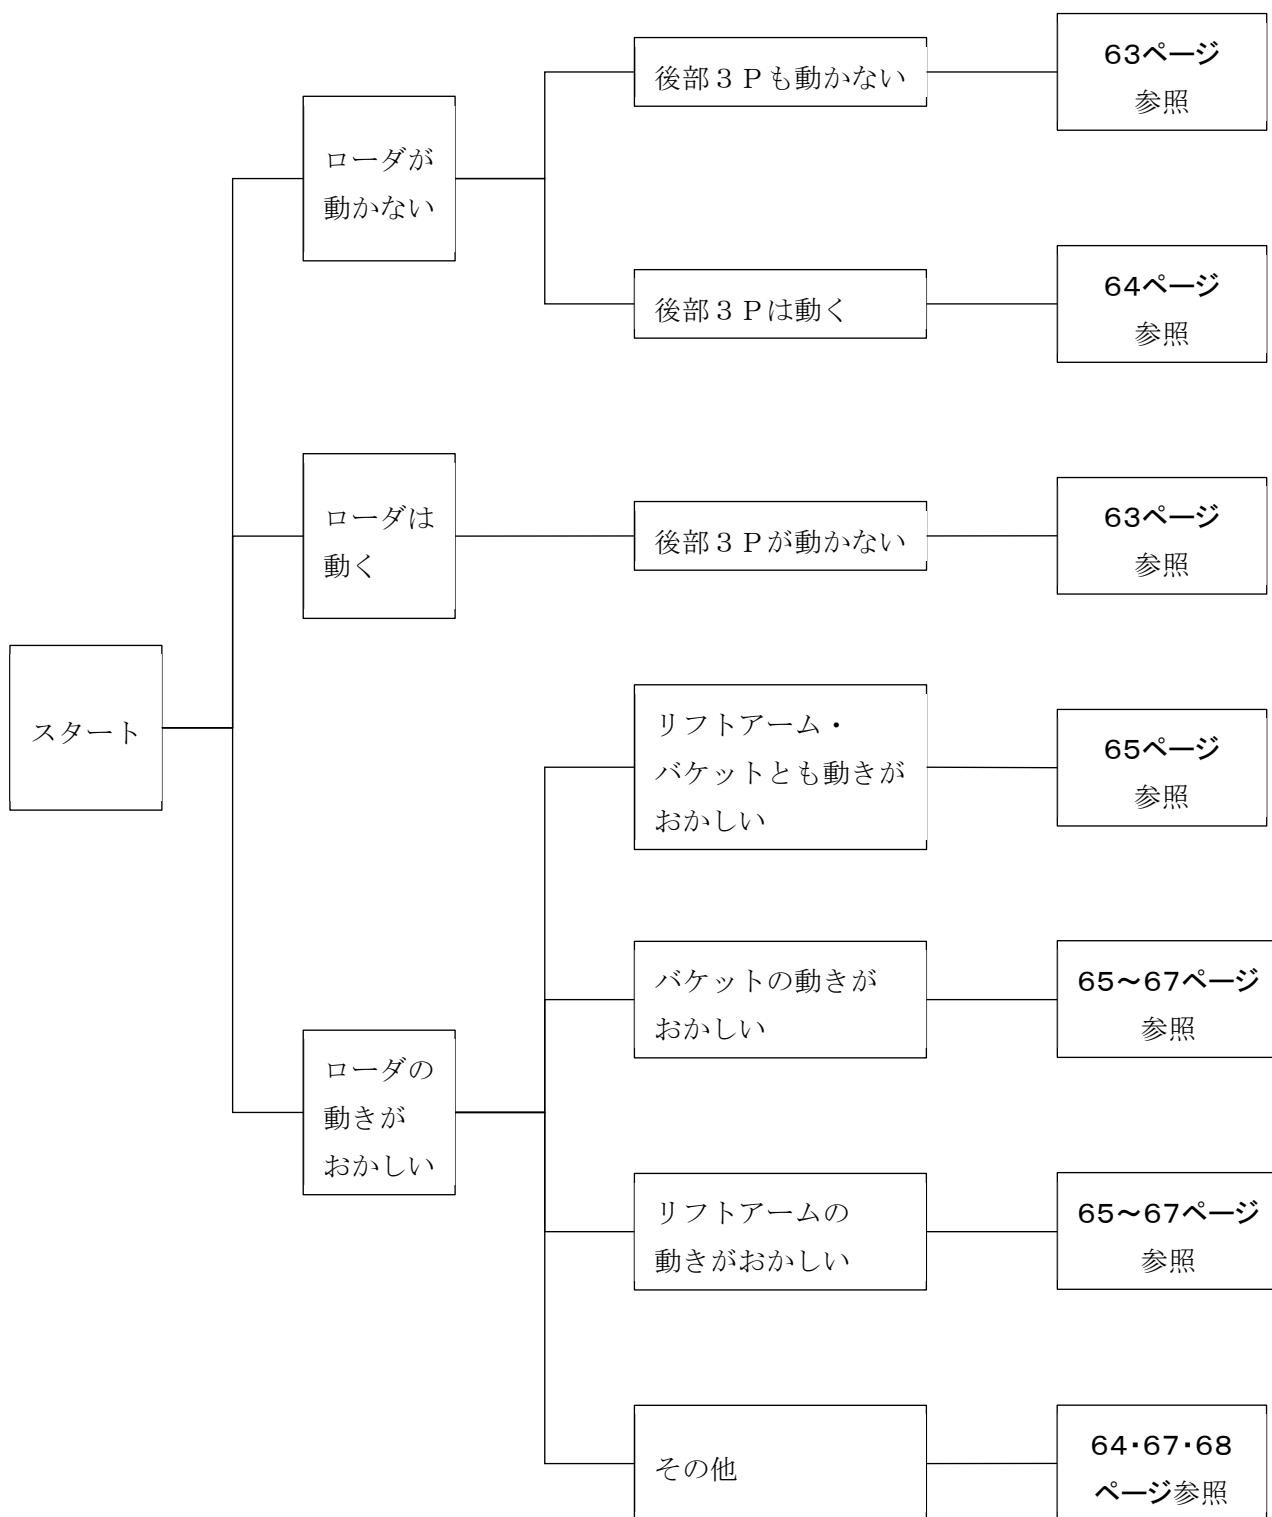 スタート
ローダが
動かない
後部３Ｐも動かない
63ページ
参照
後部３Ｐは動く
64ページ
参照
ローダは
動く
後部３Ｐが動かない
63ページ
参照
ローダの
動きが
おかしい
リフトアーム・
バケットとも動きが
おかしい
65ページ
参照
バケットの動きが
おかしい
65～67ページ
参照
リフトアームの
動きがおかしい
65～67ページ
参照
その他
64・67・68
ページ参照